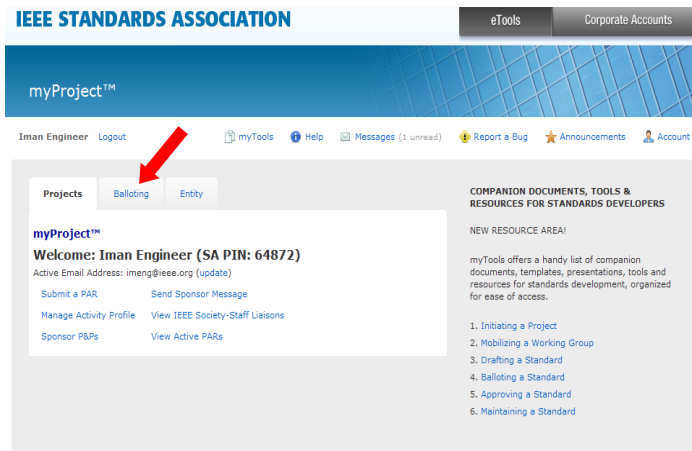 IEEE STANDARDS ASSOCIATION
eTools
Corporate Accounts
myProject™
Iman Engineer Logout
myTools
Help
Messages (1 unread)
Report a Bug
Announcements
Account
Projects
Balloting
Entity
myProject™
Welcome: Iman Engineer (SA PIN: 64872)
Active Email Address: imeng@ieee.org (update)
Submit a PAR
Send Sponsor Message
Manage Activity Profile
View IEEE Society-Staff Liaisons
Sponsor P&Ps
View Active PARs
COMPANION DOCUMENTS, TOOLS &
RESOURCES FOR STANDARDS DEVELOPERS
NEW RESOURCE AREA!
myTools offers a handy list of companion
documents, templates, presentations, tools and
resources for standards development, organized
for ease of access.
1. Initiating a Project
2. Mobilizing a Working Group
3. Drafting a Standard
4. Balloting a Standard
5. Approving a Standard
6. Maintaining a Standard